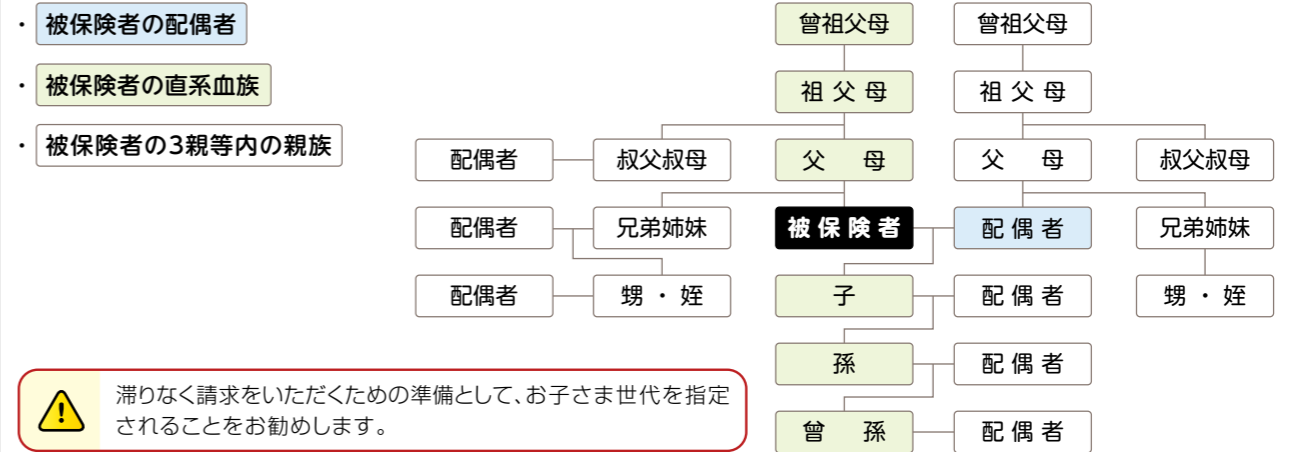 ・ 被保険者の配偶者
・ 被保険者の直系血族
・ 被保険者の3親等内の親族
曾祖父母 曾祖父母
祖父母 祖父母
配偶者 叔父叔母 父 母 父 母 叔父叔母
配偶者 兄弟姉妹 被保険者 配偶者 兄弟姉妹
配偶者 甥・姪 子 配偶者 甥・姪
孫 配偶者
曾 孫 配偶者
滞りなく請求をいただくための準備として、お子さま世代を指定
されることをお勧めします。